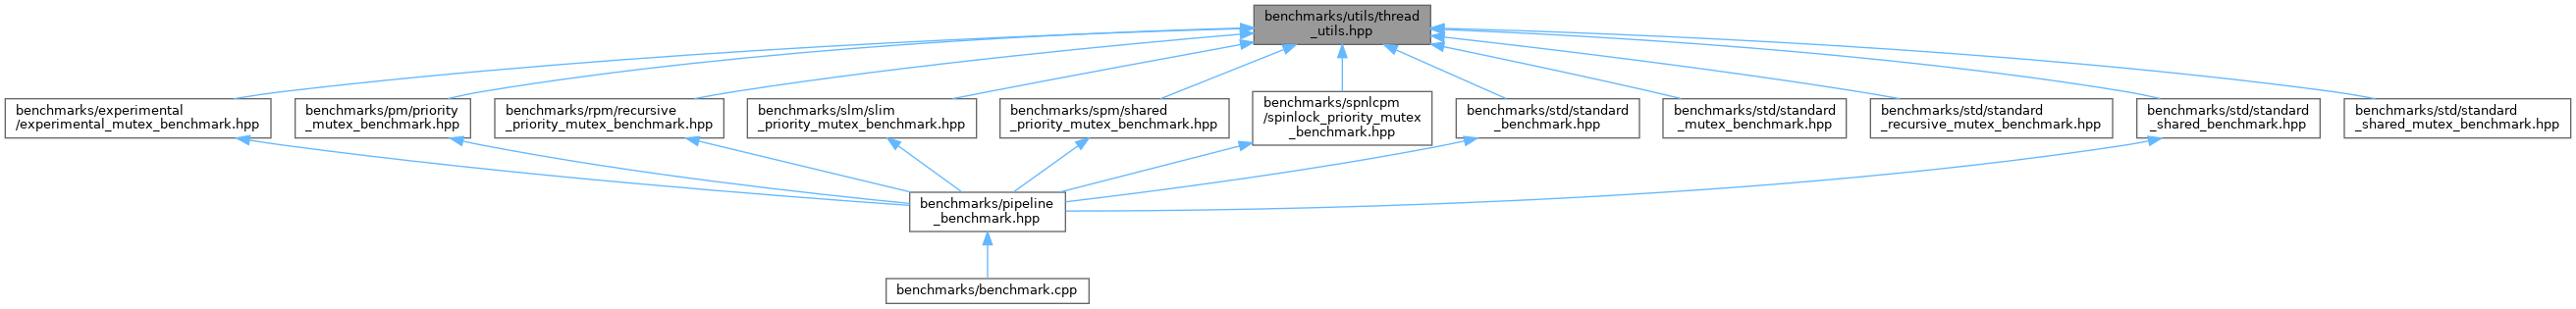 benchmarks/utils/thread
_utils.hpp
benchmarks/experimental
/experimental_mutex_benchmark.hpp
benchmarks/pm/priority
_mutex_benchmark.hpp
benchmarks/rpm/recursive
_priority_mutex_benchmark.hpp
benchmarks/slm/slim
_priority_mutex_benchmark.hpp
benchmarks/spm/shared
_priority_mutex_benchmark.hpp
benchmarks/spnlcpm
/spinlock_priority_mutex
_benchmark.hpp
benchmarks/std/standard
_benchmark.hpp
benchmarks/std/standard
_mutex_benchmark.hpp
benchmarks/std/standard
_recursive_mutex_benchmark.hpp
benchmarks/std/standard
_shared_benchmark.hpp
benchmarks/std/standard
_shared_mutex_benchmark.hpp
benchmarks/pipeline
_benchmark.hpp
benchmarks/benchmark.cpp